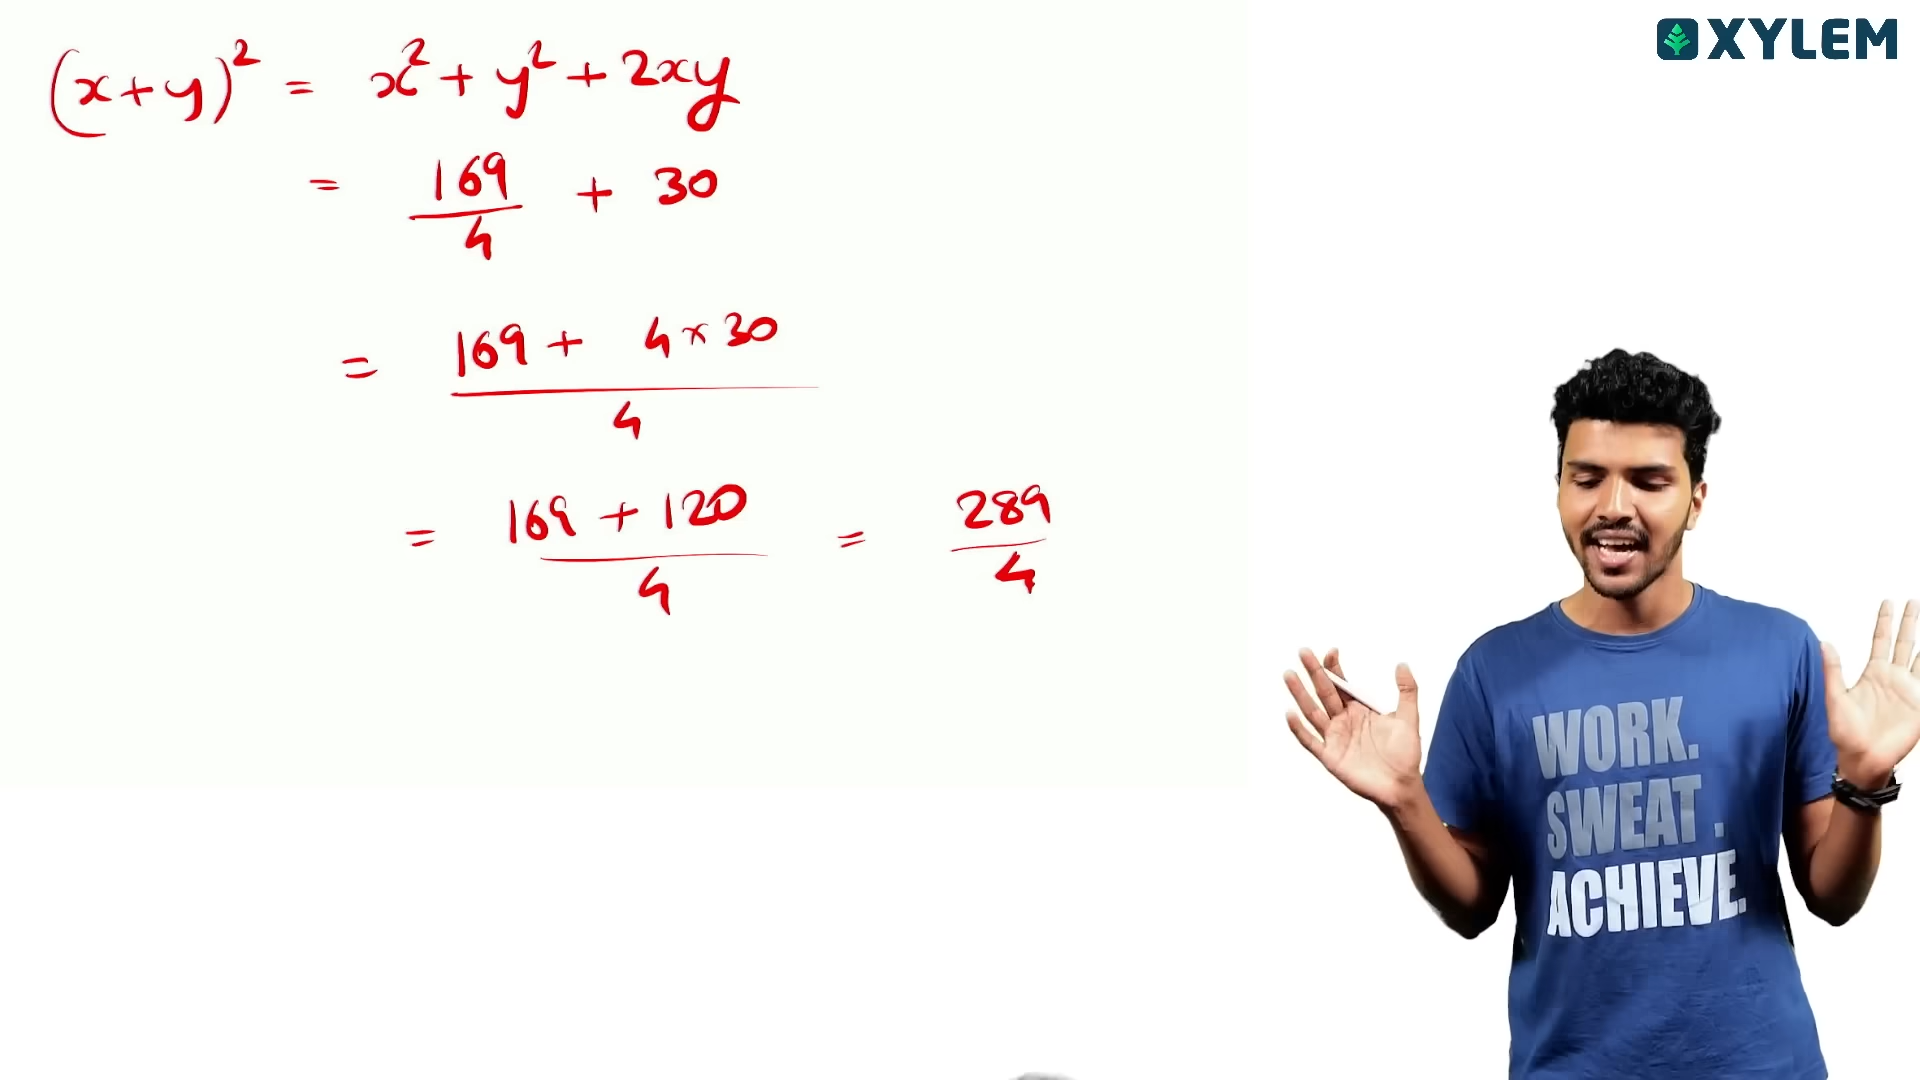 XYLEM
(x+y)² = x² + y² + 2xy
= 169/4 + 30
= (169 + 4×30)/4
= (169 + 120)/4 = 289/4
WORK.
SWEAT.
ACHIEVE.